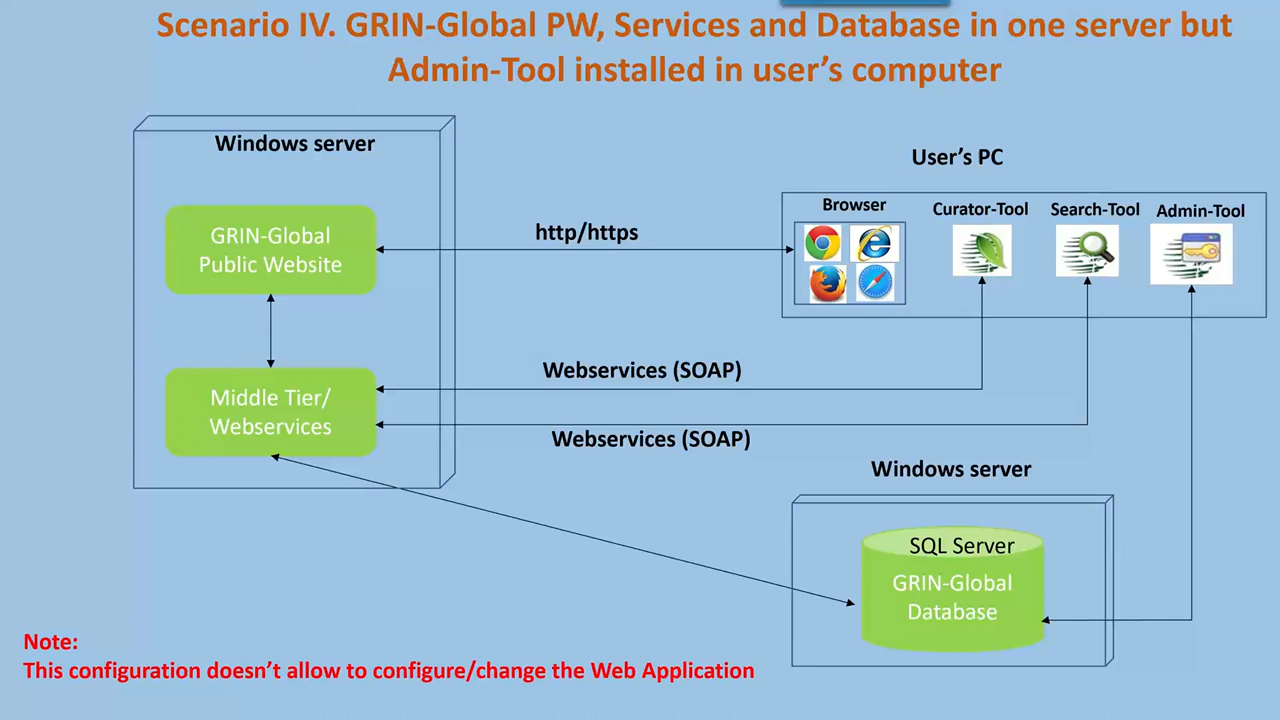 Scenario IV. GRIN-Global PW, Services and Database in one server but
Admin-Tool installed in user’s computer
Windows server
User’s PC
Browser
Curator-Tool
Search-Tool
Admin-Tool
GRIN-Global
Public Website
http/https
Webservices (SOAP)
Middle Tier/
Webservices
Webservices (SOAP)
Windows server
SQL Server
GRIN-Global
Database
Note:
This configuration doesn’t allow to configure/change the Web Application